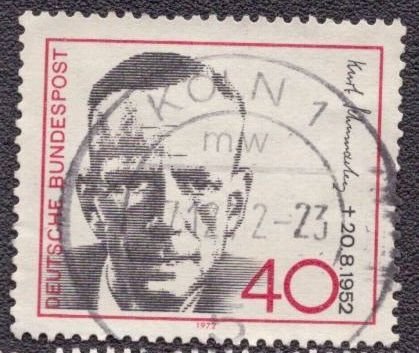 DEUTSCHE BUNDESPOST
Kurt Schumacher
† 20.8.1952
40
1972
KÖLN 1
mw
2-23